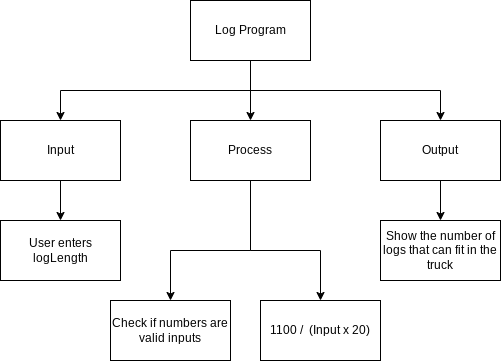 Log Program
Input
Process
Output
User enters
logLength
Show the number of
logs that can fit in the
truck
Check if numbers are
valid inputs
1100 / (Input x 20)